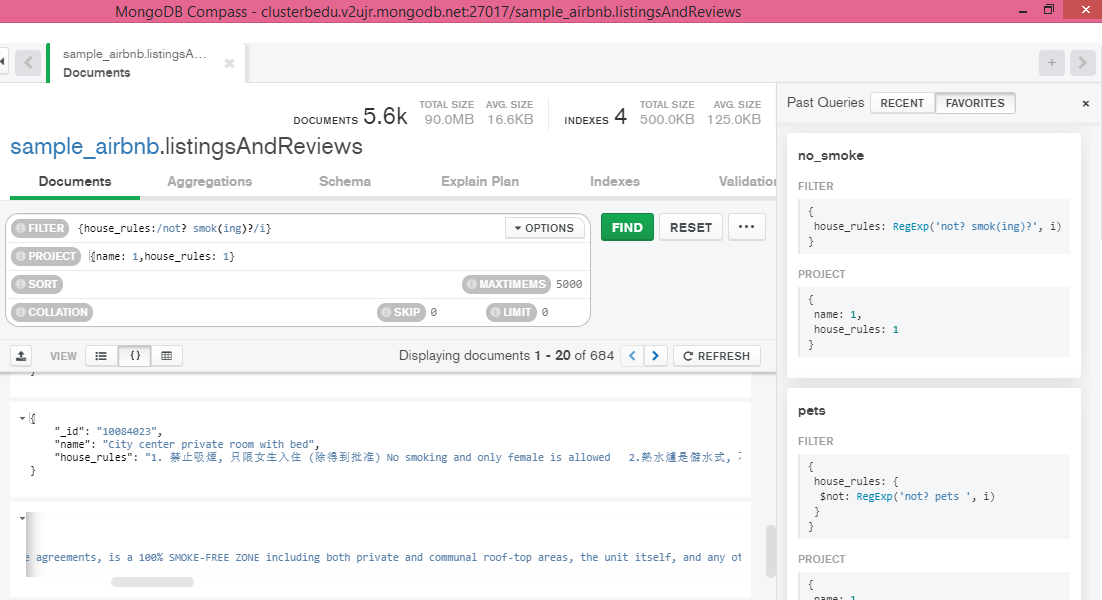 MongoDB Compass - clusterbedu.v2ujr.mongodb.net:27017/sample_airbnb.listingsAndReviews
sample_airbnb.listingsA...
Documents
DOCUMENTS 5.6k TOTAL SIZE 90.0MB AVG. SIZE 16.6KB INDEXES 4 TOTAL SIZE 500.0KB AVG. SIZE 125.0KB
sample_airbnb.listingsAndReviews
Documents Aggregations Schema Explain Plan Indexes Validation
FILTER {house_rules:/not? smok(ing)?/i} OPTIONS FIND RESET ...
PROJECT {name: 1,house_rules: 1}
SORT MAXTIMEMS 5000
COLLATION SKIP 0 LIMIT 0
VIEW {} Displaying documents 1 - 20 of 684 < > REFRESH
}
{
"_id": "10084023",
"name": "City center private room with bed",
"house_rules": "1. 禁止吸煙, 只限女生入住 (除得到批准) No smoking and only female is allowed 2.熱水爐是儲水式,
}
agreements, is a 100% SMOKE-FREE ZONE including both private and communal roof-top areas, the unit itself, and any ot
Past Queries RECENT FAVORITES ×
no_smoke
FILTER
{
house_rules: RegExp('not? smok(ing)?', i)
}
PROJECT
{
name: 1,
house_rules: 1
}
pets
FILTER
{
house_rules: {
$not: RegExp('not? pets ', i)
}
}
PROJECT
{
name: 1,